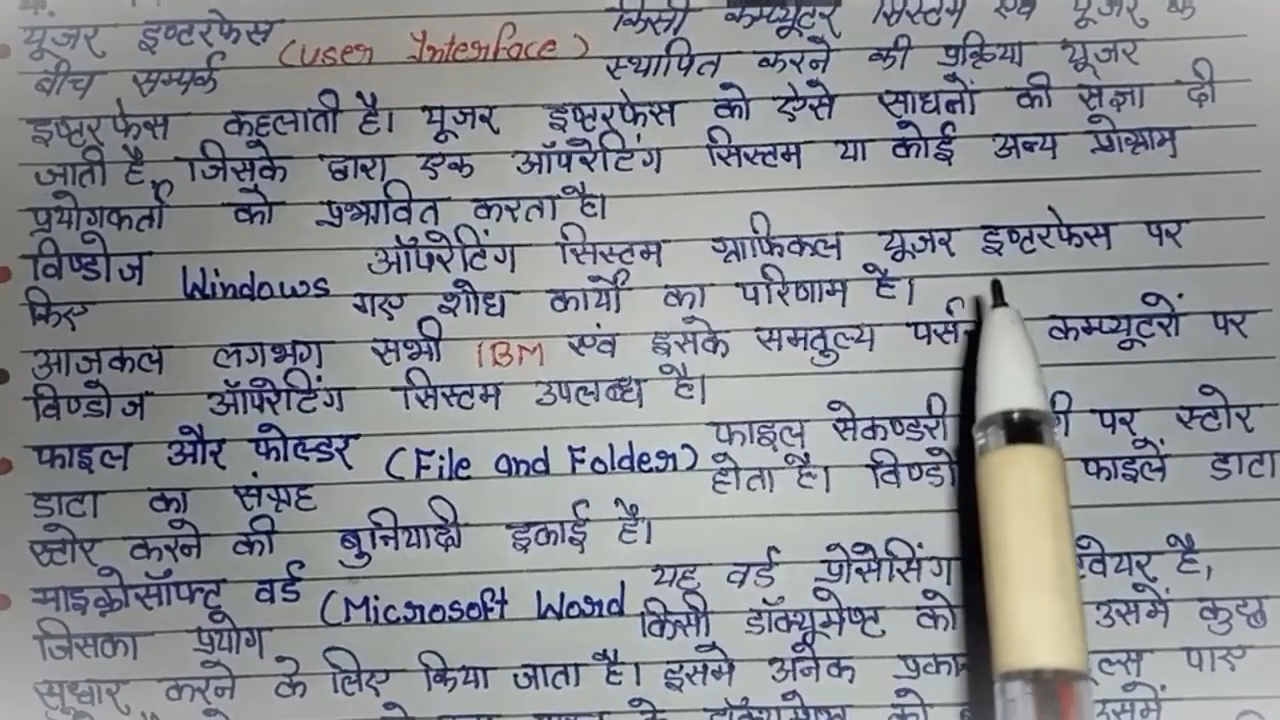 यूजर इण्टरफेस (User Interface) किसी कम्प्यूटर सिस्टम एवं यूजर के
बीच सम्पर्क स्थापित करने की प्रक्रिया यूजर
इण्टरफेस कहलाती है। यूजर इण्टरफेस को ऐसे साधनों की संज्ञा दी
जाती है, जिसके द्वारा एक ऑपरेटिंग सिस्टम या कोई अन्य प्रोग्राम
प्रयोगकर्ता को प्रभावित करता है।
विण्डोज Windows ऑपरेटिंग सिस्टम ग्राफिकल यूजर इण्टरफेस पर
किए गए शोध कार्यों का परिणाम है।
आजकल लगभग सभी IBM एवं इसके समतुल्य कम्प्यूटरों पर
विण्डोज ऑपरेटिंग सिस्टम उपलब्ध है।
फाइल और फोल्डर (File and Folder) फाइल सेकण्डरी पर स्टोर
डाटा का संग्रह होता है। फाइलें डाटा
स्टोर करने की बुनियादी इकाई है।
माइक्रोसॉफ्ट वर्ड (Microsoft Word यह वर्ड प्रोसेसिंग है,
जिसका प्रयोग किसी डॉक्यूमेण्ट को उसमें कुछ
सुधार करने के लिए किया जाता है। इसमें अनेक पाए